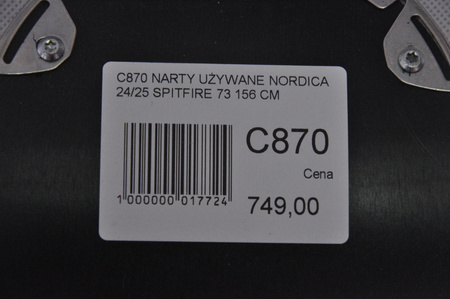 C870 NARTY UŻYWANE NORDICA
24/25 SPITFIRE 73 156 CM
C870
Cena
1 000000 017724
749,00